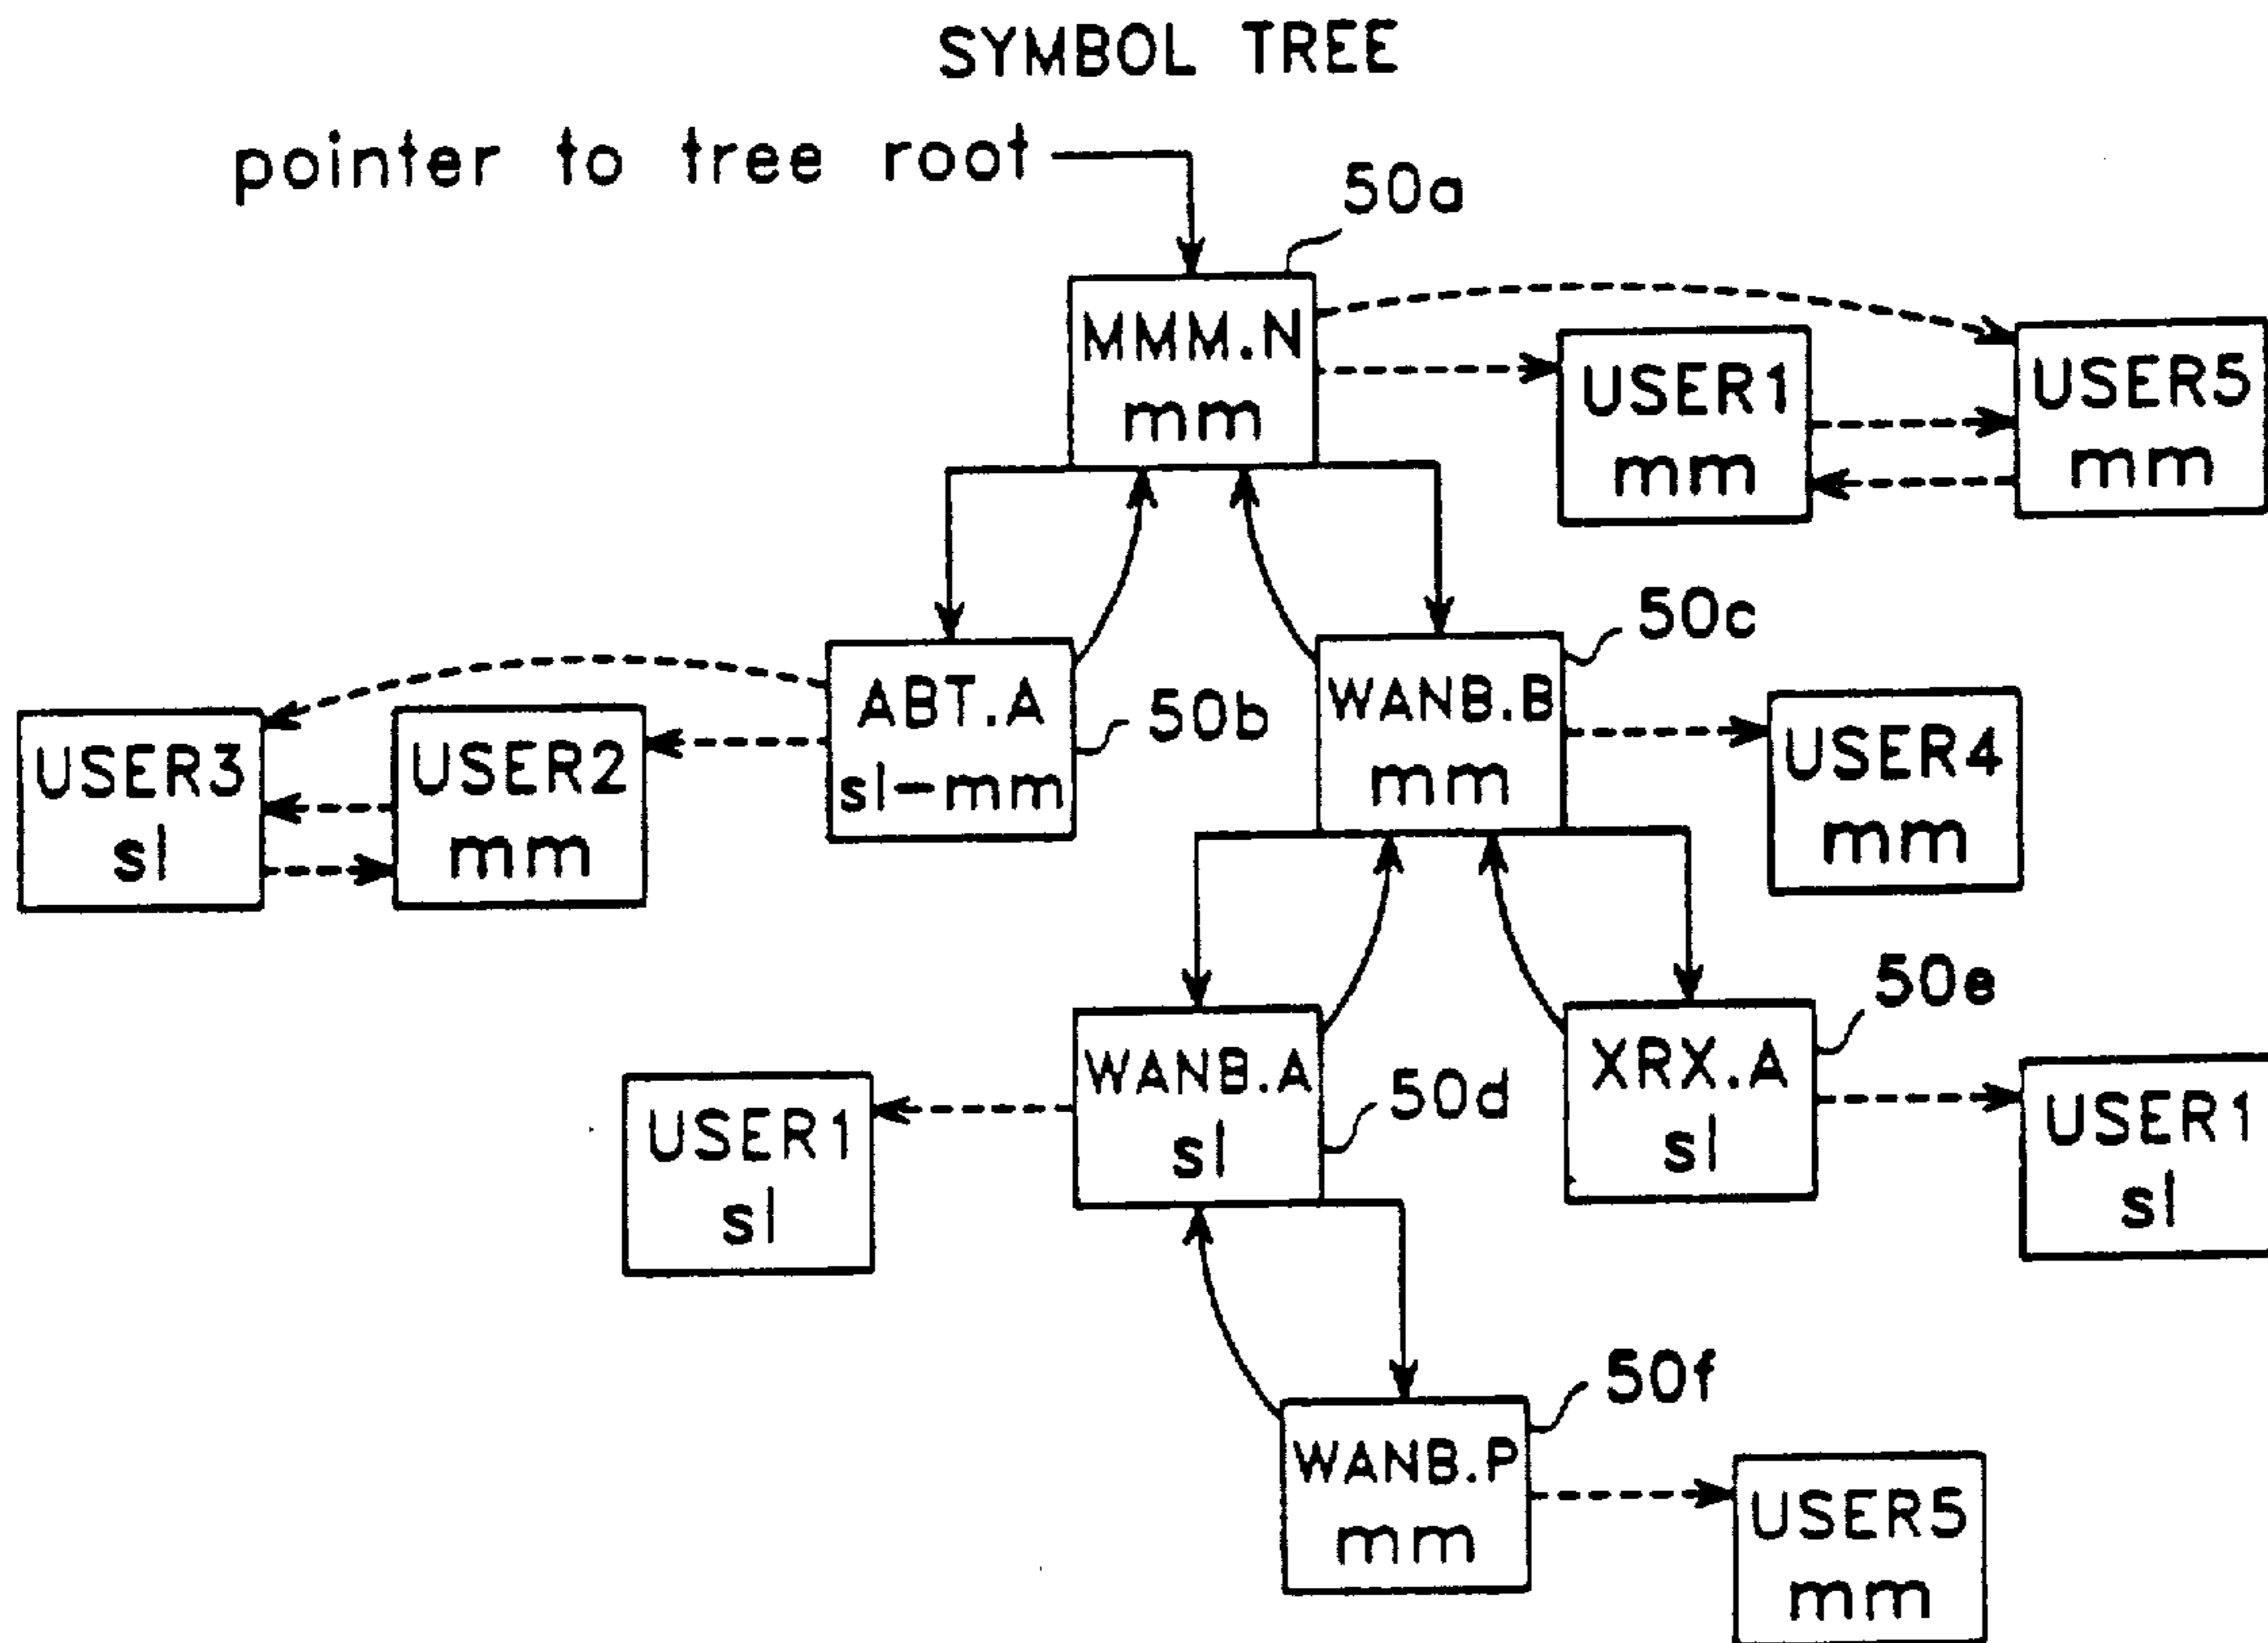 SYMBOL TREE
pointer to tree root
50a
MMM.N
mm
USER1
mm
USER5
mm
50c
ABT.A
sl-mm
50b
WANB.B
mm
USER4
mm
USER3
sl
USER2
mm
50e
WANB.A
sl
50d
XRX.A
sl
USER1
sl
USER1
sl
50f
WANB.P
mm
USER5
mm